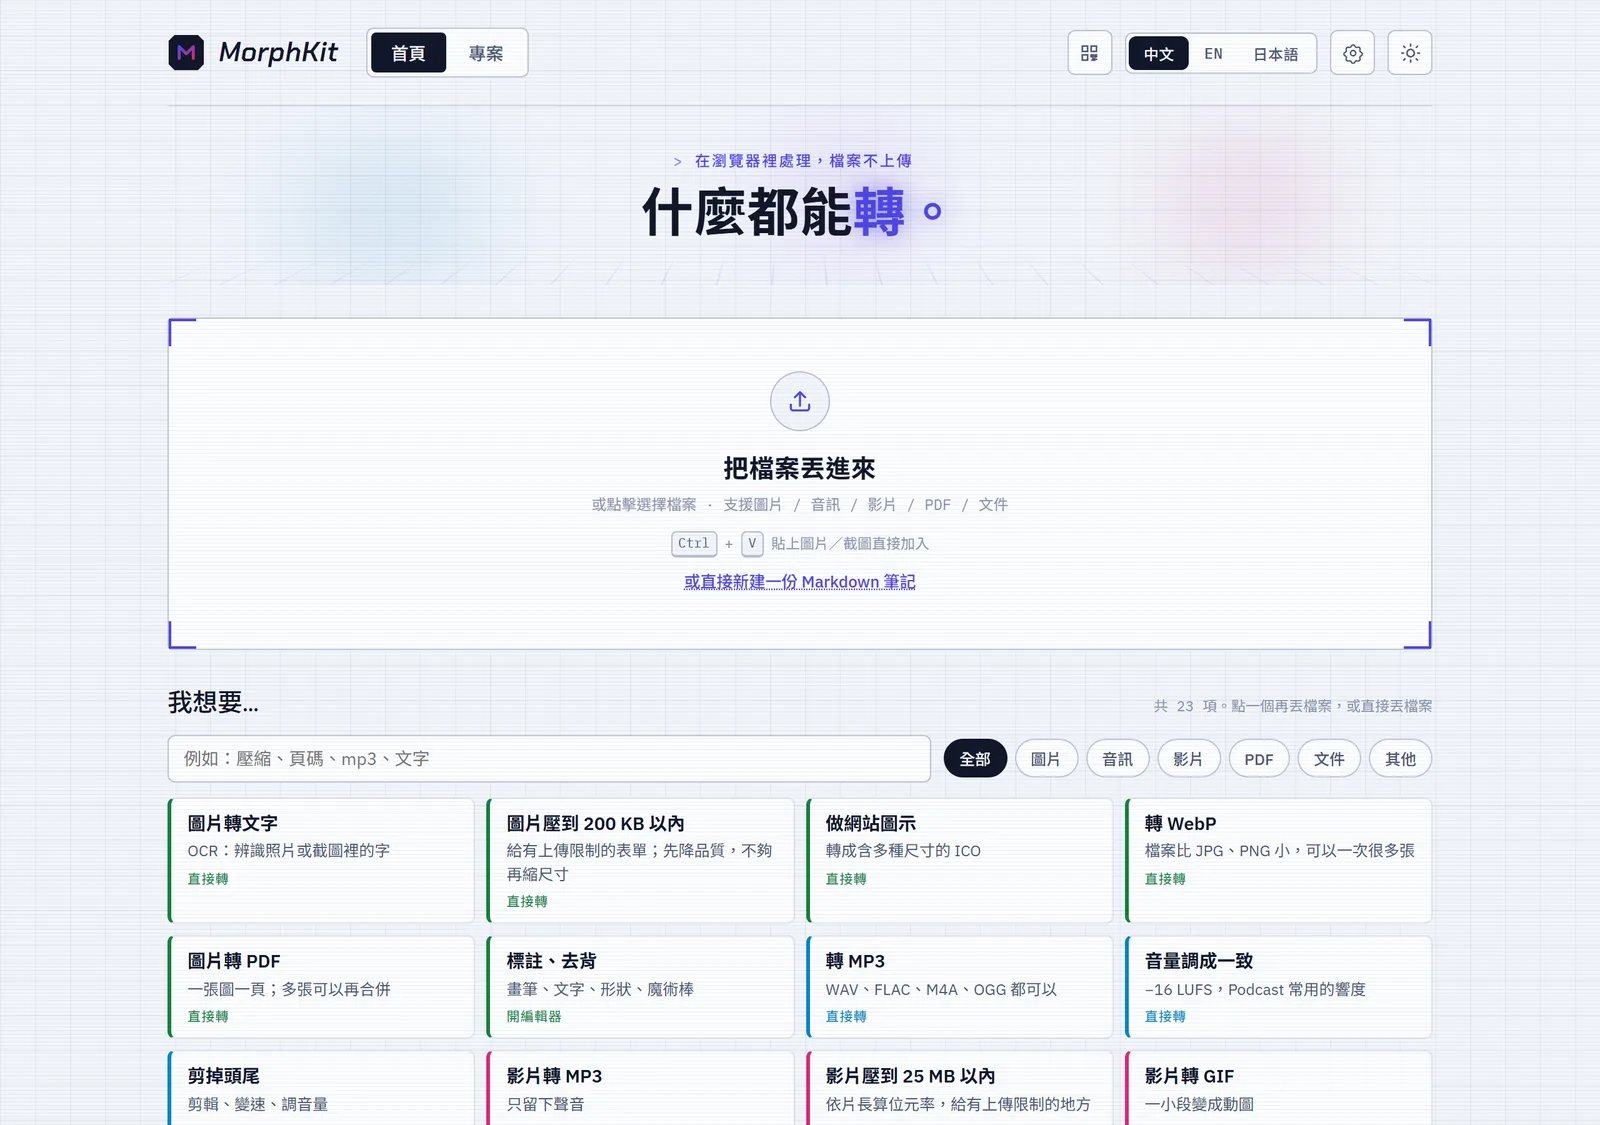 MorphKit
首頁
專案
中文
EN
日本語
> 在瀏覽器裡處理，檔案不上傳
什麼都能轉。
把檔案丟進來
或點擊選擇檔案 · 支援圖片 / 音訊 / 影片 / PDF / 文件
Ctrl + V 貼上圖片／截圖直接加入
或直接新建一份 Markdown 筆記
我想要...
共 23 項。點一個再丟檔案，或直接丟檔案
例如：壓縮、頁碼、mp3、文字
全部
圖片
音訊
影片
PDF
文件
其他
圖片轉文字
OCR：辨識照片或截圖裡的字
直接轉
圖片壓到 200 KB 以內
給有上傳限制的表單；先降品質，不夠
再縮尺寸
直接轉
做網站圖示
轉成含多種尺寸的 ICO
直接轉
轉 WebP
檔案比 JPG、PNG 小，可以一次很多張
直接轉
圖片轉 PDF
一張圖一頁；多張可以再合併
直接轉
標註、去背
畫筆、文字、形狀、魔術棒
開編輯器
轉 MP3
WAV、FLAC、M4A、OGG 都可以
直接轉
音量調成一致
−16 LUFS，Podcast 常用的響度
直接轉
剪掉頭尾
剪輯、變速、調音量
影片轉 MP3
只留下聲音
影片壓到 25 MB 以內
依片長算位元率，給有上傳限制的地方
影片轉 GIF
一小段變成動圖